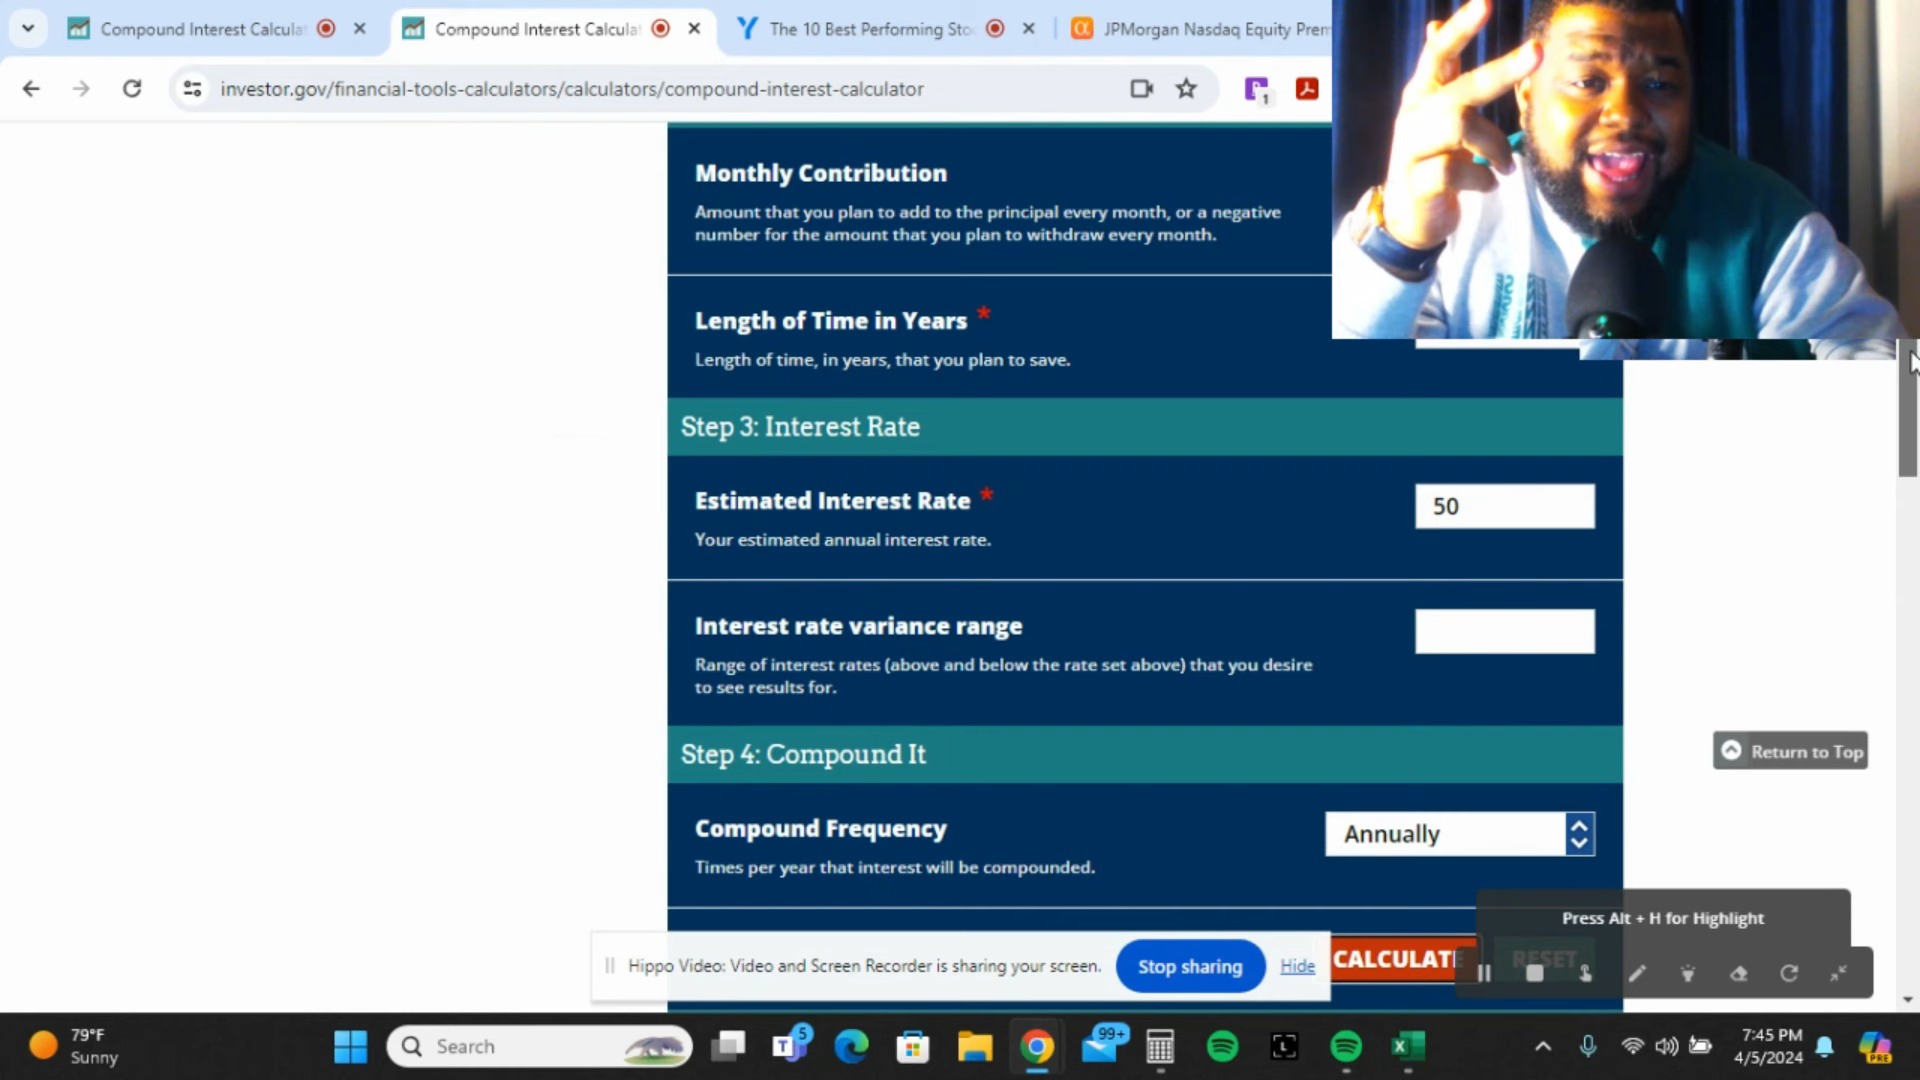 Compound Interest Calcula
Compound Interest Calcula
The 10 Best Performing Sto
JPMorgan Nasdaq Equity Prem
investor.gov/financial-tools-calculators/calculators/compound-interest-calculator
1
Monthly Contribution
Amount that you plan to add to the principal every month, or a negative
number for the amount that you plan to withdraw every month.
Length of Time in Years *
Length of time, in years, that you plan to save.
Step 3: Interest Rate
Estimated Interest Rate *
50
Your estimated annual interest rate.
Interest rate variance range
Range of interest rates (above and below the rate set above) that you desire
to see results for.
Step 4: Compound It
Return to Top
Compound Frequency
Annually
Times per year that interest will be compounded.
Press Alt + H for Highlight
Hippo Video: Video and Screen Recorder is sharing your screen.
Stop sharing
Hide
CALCULATE
RESET
79°F
Sunny
Search
5
99+
7:45 PM
4/5/2024
PRE